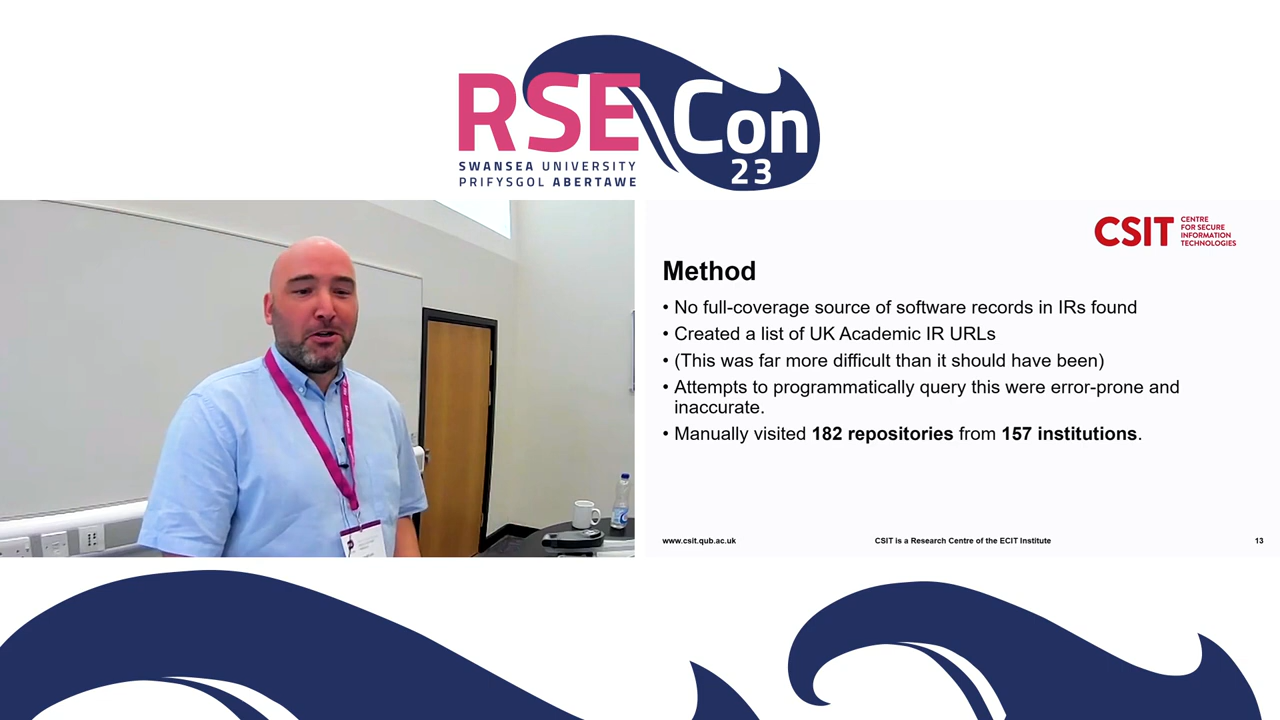 RSE Con
23
SWANSEA UNIVERSITY
PRIFYSGOL ABERTAWE
CSIT CENTRE
FOR SECURE
INFORMATION
TECHNOLOGIES
Method
• No full-coverage source of software records in IRs found
• Created a list of UK Academic IR URLs
• (This was far more difficult than it should have been)
• Attempts to programmatically query this were error-prone and
inaccurate.
• Manually visited 182 repositories from 157 institutions.
www.csit.qub.ac.uk CSIT is a Research Centre of the ECIT Institute 13